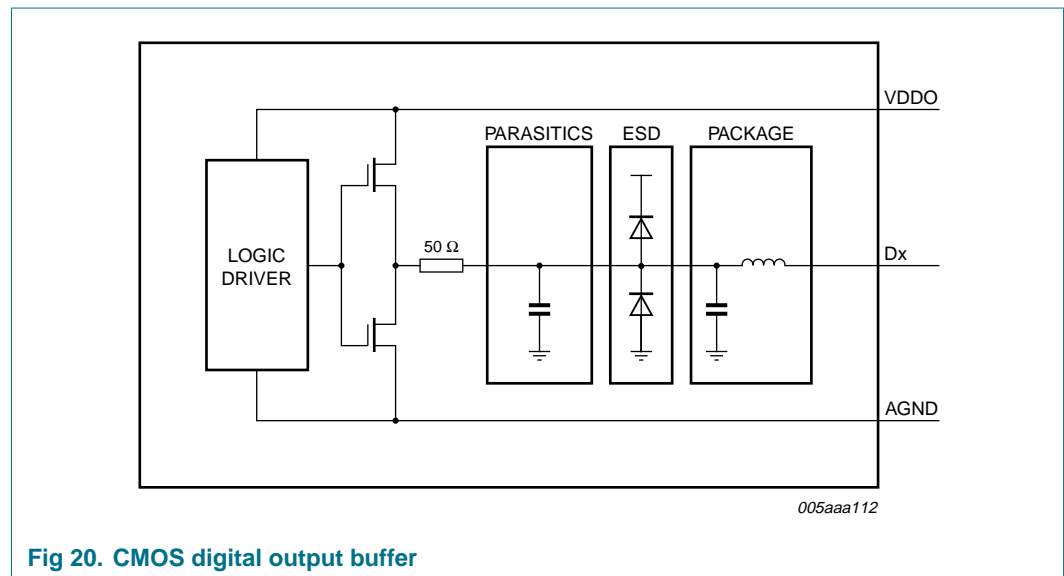 VDDO
PARASITICS ESD PACKAGE
50 Ω
LOGIC
DRIVER
Dx
AGND
005aaa112
Fig 20. CMOS digital output buffer